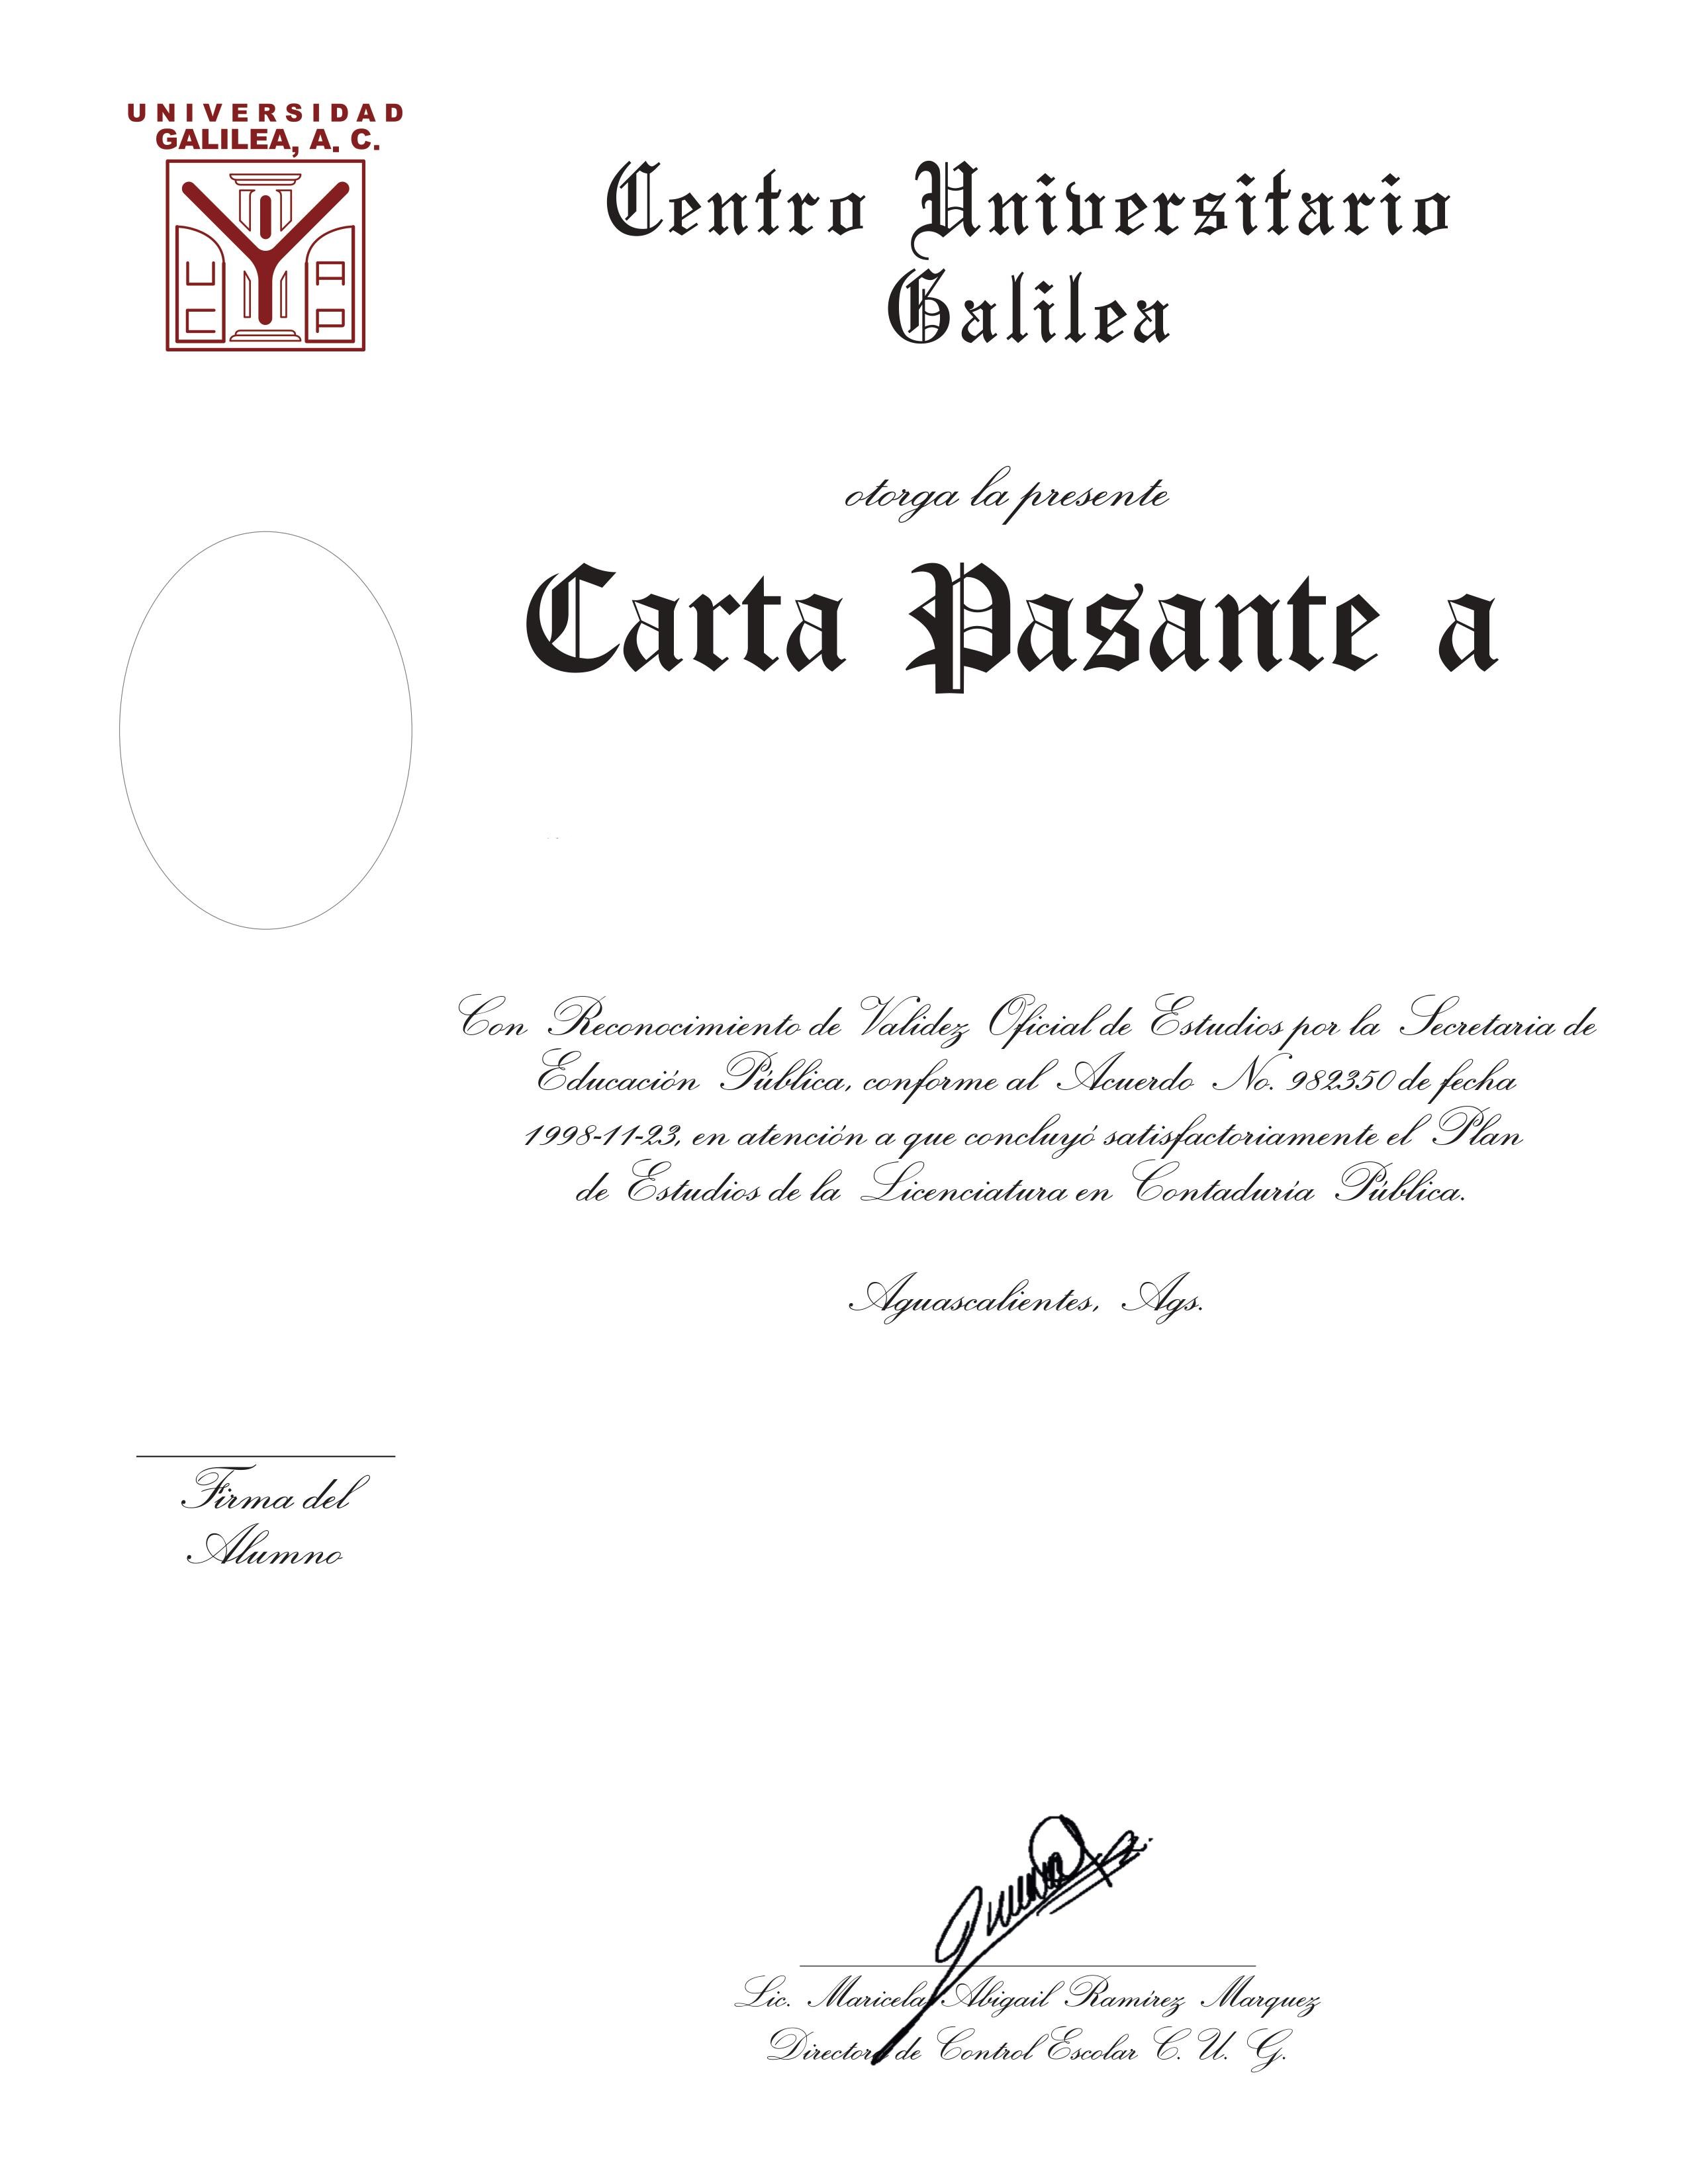 UNIVERSIDAD
GALILEA, A. C.
U A
C P
Centro Universitario
Galilea
otorga la presente
Carta Pasante a
Con Reconocimiento de Validez Oficial de Estudios por la Secretaria de
Educación Pública, conforme al Acuerdo No. 982350 de fecha
1998-11-23, en atención a que concluyó satisfactoriamente el Plan
de Estudios de la Licenciatura en Contaduría Pública.
Aguascalientes, Ags.
Firma del
Alumno
Lic. Maricela Abigail Ramírez Marquez
Directora de Control Escolar C. U. G.